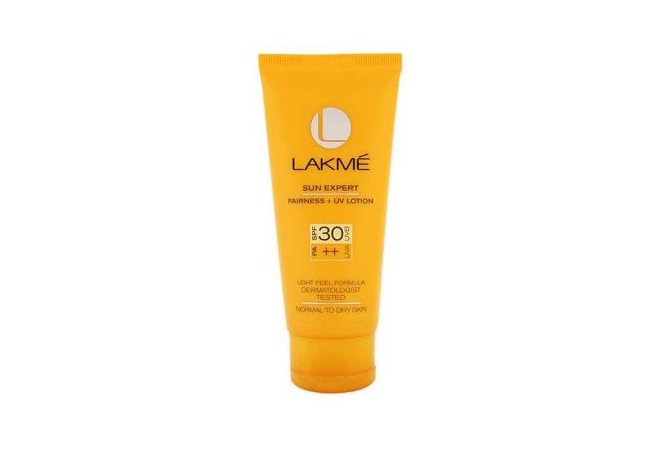 L
LAKMÉ
SUN EXPERT
FAIRNESS + UV LOTION
PA SPF 30 ++ UVA UVB
LIGHT FEEL FORMULA
DERMATOLOGIST
TESTED
NORMAL TO DRY SKIN